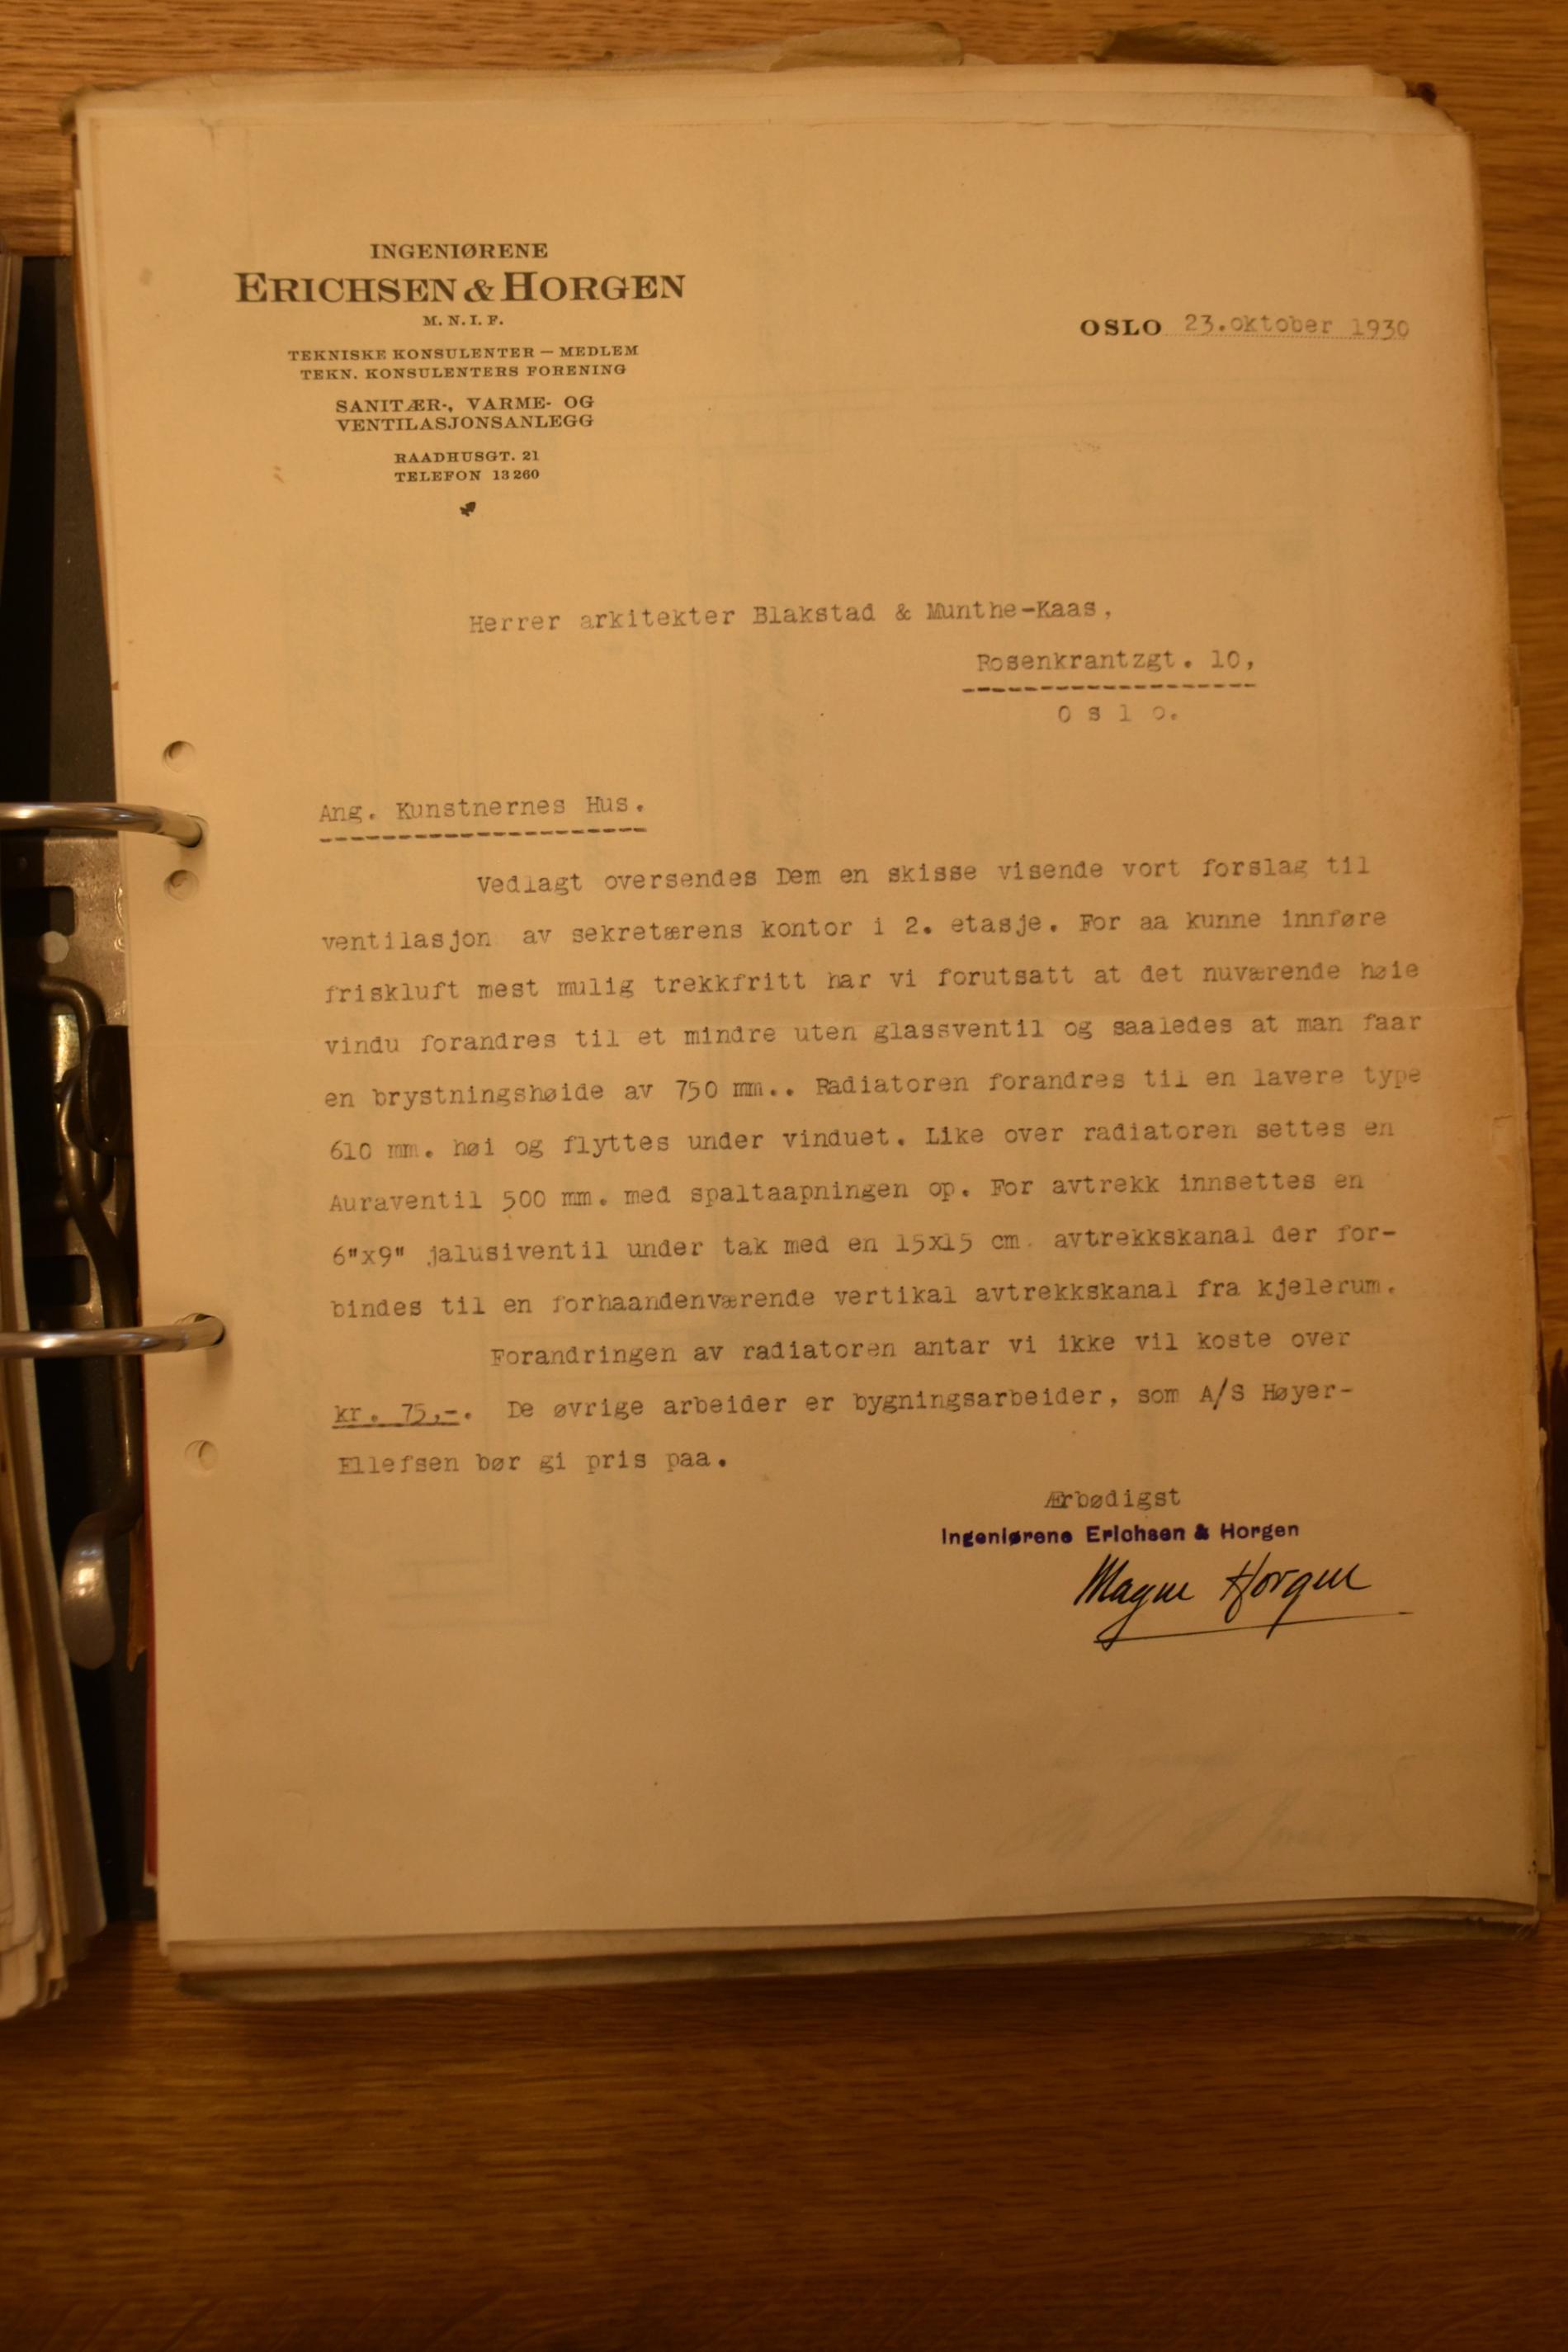 INGENIØRENE
ERICHSEN & HORGEN
M. N. I. F.
TEKNISKE KONSULENTER — MEDLEM
TEKN. KONSULENTERS FORENING
SANITÆR-, VARME- OG
VENTILASJONSANLEGG
RAADHUSGT. 21
TELEFON 13260
OSLO 23.oktober 1930
Herrer arkitekter Blakstad & Munthe-Kaas,
Rosenkrantzgt. 10,
O s l o.
Ang. Kunstnernes Hus.
Vedlagt oversendes Dem en skisse visende vort forslag til
ventilasjon av sekretærens kontor i 2. etasje. For aa kunne innføre
friskluft mest mulig trekkfritt har vi forutsatt at det nuværende høie
vindu forandres til et mindre uten glassventil og saaledes at man faar
en brystningshøide av 750 mm.. Radiatoren forandres til en lavere type
610 mm. høi og flyttes under vinduet. Like over radiatoren settes en
Auraventil 500 mm. med spaltaapningen op. For avtrekk innsettes en
6"x9" jalusiventil under tak med en 15x15 cm. avtrekkskanal der for-
bindes til en forhaandenværende vertikal avtrekkskanal fra kjelerum.
Forandringen av radiatoren antar vi ikke vil koste over
kr. 75,-. De øvrige arbeider er bygningsarbeider, som A/S Høyer-
Ellefsen bør gi pris paa.
Ærbødigst
Ingeniørene Erichsen & Horgen
Magne Horgen